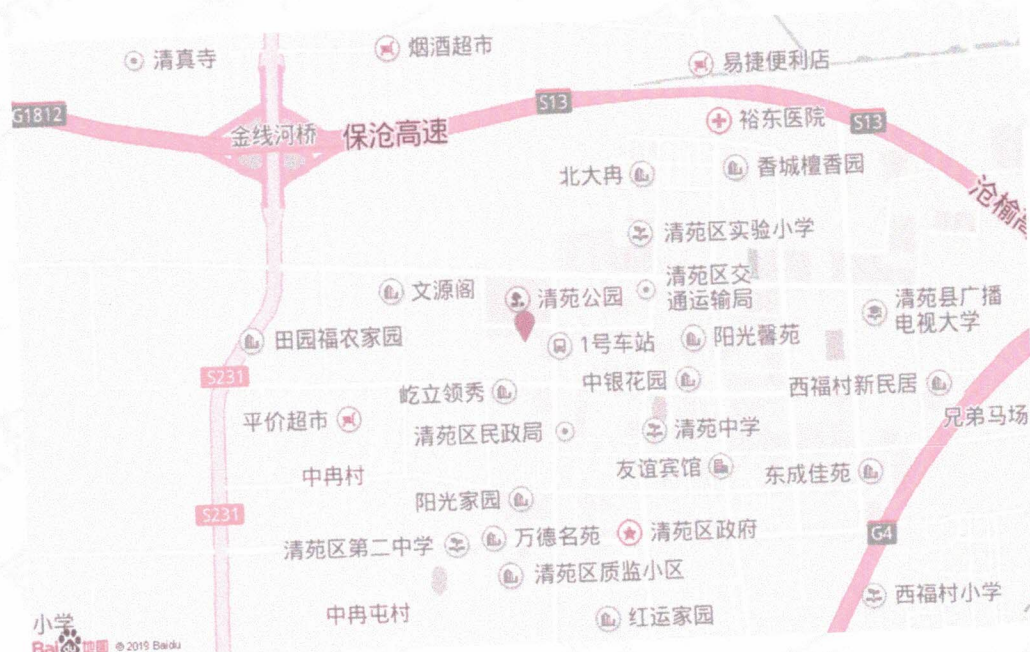 清真寺
烟酒超市
易捷便利店
G1812
S13
金线河桥
保沧高速
裕东医院
S13
北大冉
香城檀香园
沧榆高
清苑区实验小学
文源阁
清苑公园
清苑区交
通运输局
清苑县广播
电视大学
田园福农家园
1号车站
阳光馨苑
S231
屹立领秀
中银花园
西福村新民居
平价超市
清苑区民政局
清苑中学
兄弟马场
中冉村
友谊宾馆
东成佳苑
阳光家园
S231
清苑区第二中学
万德名苑
清苑区政府
G4
清苑区质监小区
西福村小学
中冉屯村
红运家园
小学
Bai du 地图 © 2019 Baidu